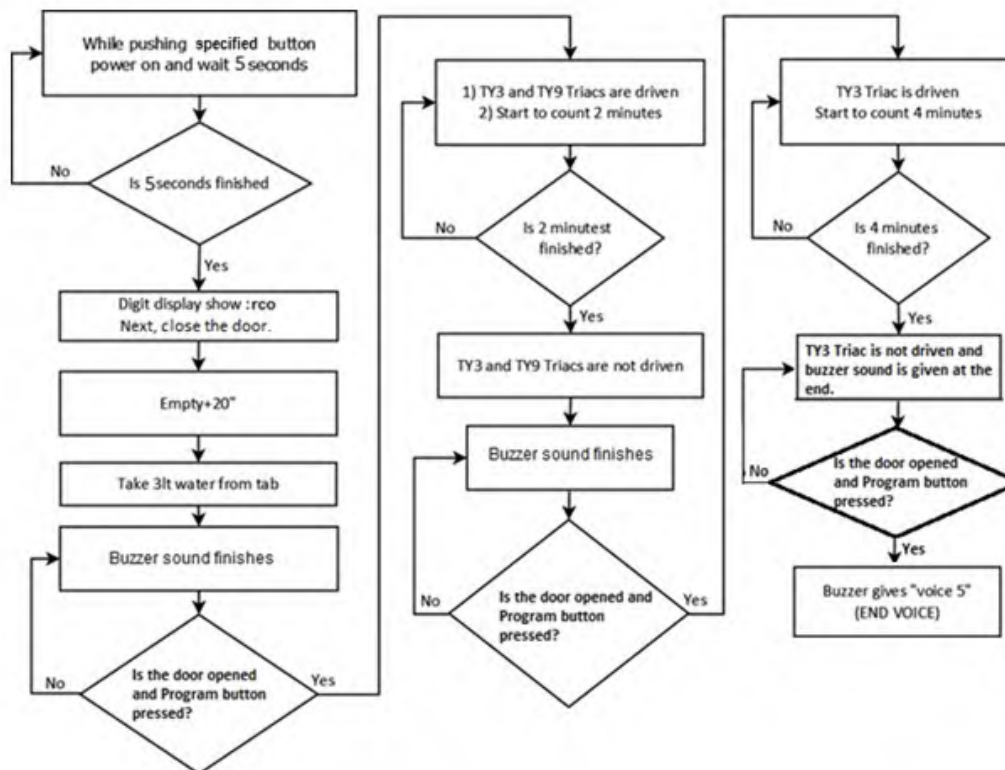 While pushing specified button
power on and wait 5 seconds
No
Is 5seconds finished
Yes
Digit display show :rco
Next, close the door.
Empty+20"
Take 3lt water from tab
Buzzer sound finishes
No
Is the door opened
and Program button
pressed?
Yes
1) TY3 and TY9 Triacs are driven
2) Start to count 2 minutes
No
Is 2 minutest
finished?
Yes
TY3 and TY9 Triacs are not driven
Buzzer sound finishes
No
Is the door opened and
Program button
pressed?
Yes
TY3 Triac is driven
Start to count 4 minutes
No
Is 4 minutes
finished?
Yes
TY3 Triac is not driven and
buzzer sound is given at the
end.
No
Is the door opened
and Program button
pressed?
Yes
Buzzer gives "voice 5"
(END VOICE)